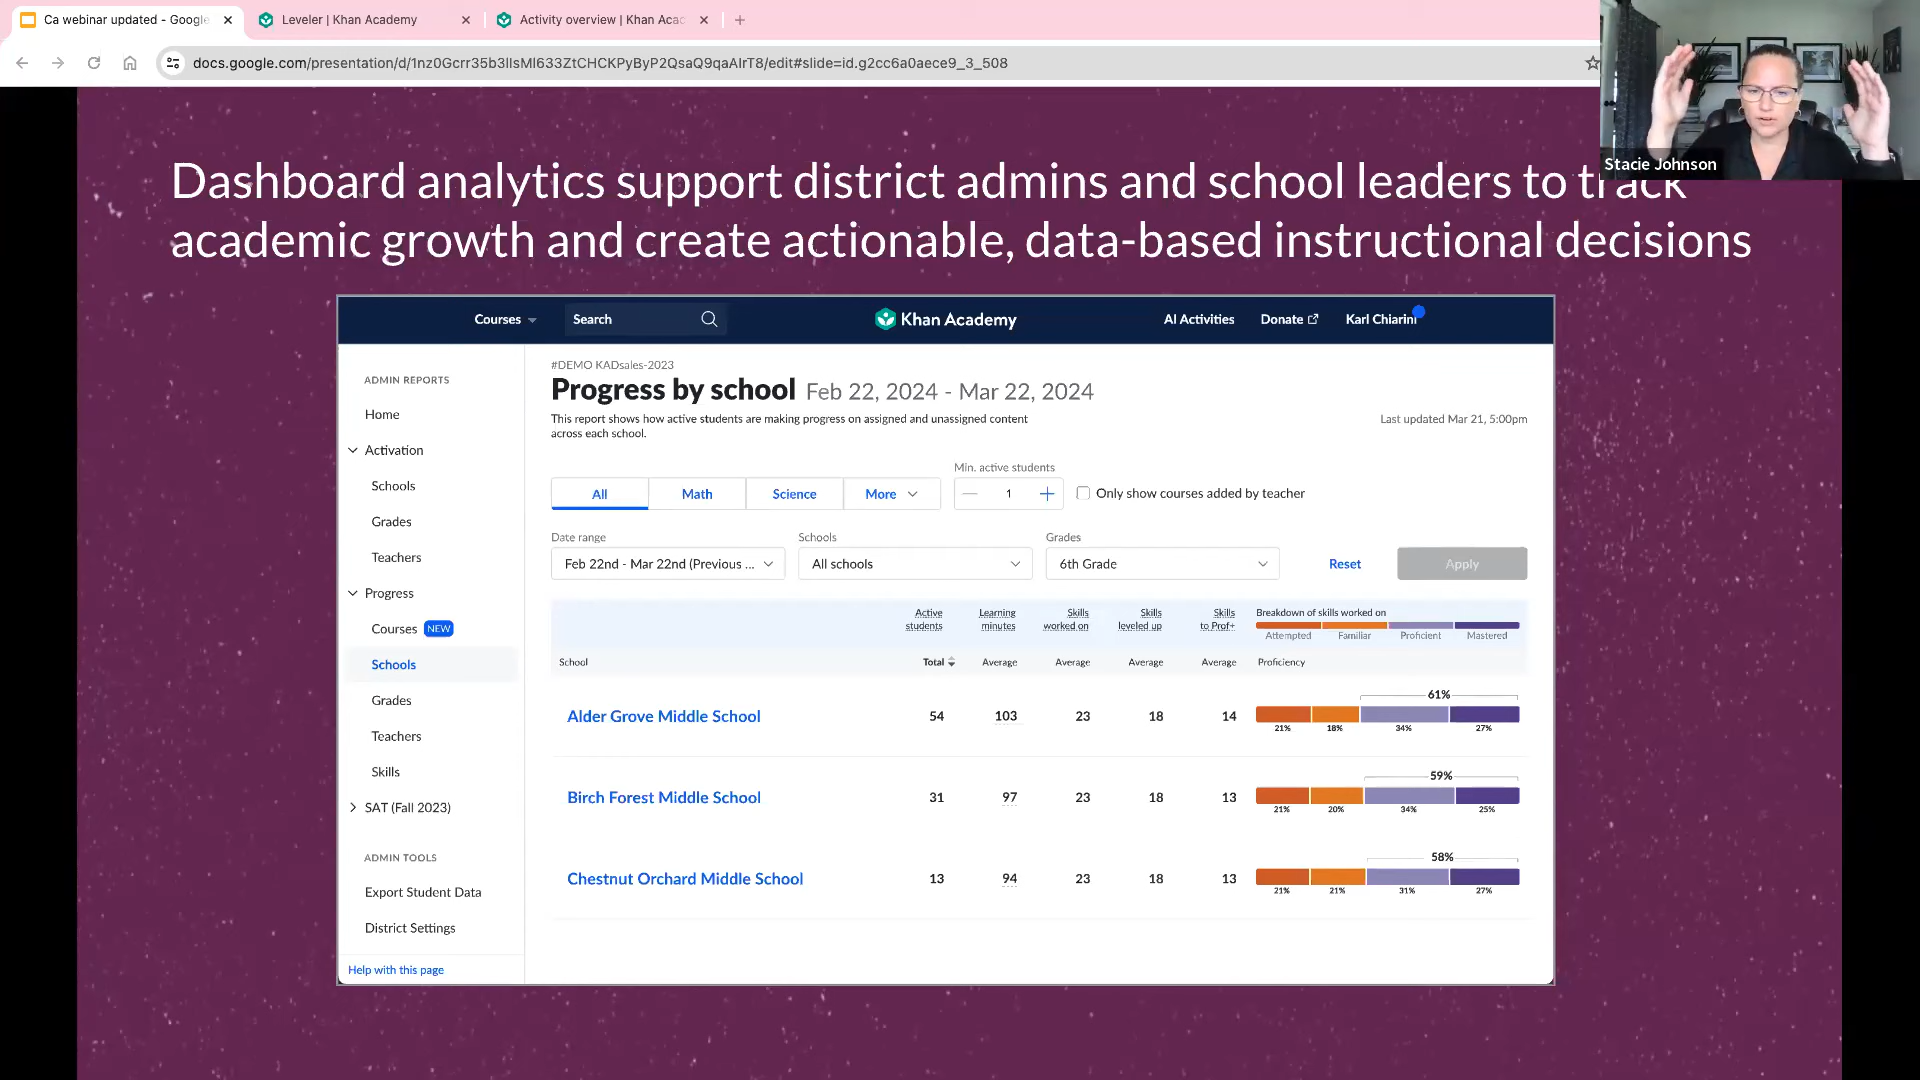 Ca webinar updated - Google
Leveler | Khan Academy
Activity overview | Khan Acad
docs.google.com/presentation/d/1nz0Gcrr35b3IlsMl633ZtCHCKPyByP2QsaQ9qaAIrT8/edit#slide=id.g2cc6a0aece9_3_508
Stacie Johnson
Dashboard analytics support district admins and school leaders to track
academic growth and create actionable, data-based instructional decisions
Courses Search Khan Academy AI Activities Donate Karl Chiarini
ADMIN REPORTS
Home
Activation
Schools
Grades
Teachers
Progress
Courses NEW
Schools
Grades
Teachers
Skills
SAT (Fall 2023)
ADMIN TOOLS
Export Student Data
District Settings
Help with this page
#DEMO KADsales-2023
Progress by school Feb 22, 2024 - Mar 22, 2024
This report shows how active students are making progress on assigned and unassigned content
across each school.
Last updated Mar 21, 5:00pm
Min. active students
All Math Science More 1 Only show courses added by teacher
Date range Schools Grades
Feb 22nd - Mar 22nd (Previous ... All schools 6th Grade Reset Apply
Active students Learning minutes Skills worked on Skills leveled up Skills to Prof+ Breakdown of skills worked on
Attempted Familiar Proficient Mastered
School Total Average Average Average Average Proficiency
61%
Alder Grove Middle School 54 103 23 18 14
21% 18% 34% 27%
59%
Birch Forest Middle School 31 97 23 18 13
21% 20% 34% 25%
58%
Chestnut Orchard Middle School 13 94 23 18 13
21% 21% 31% 27%